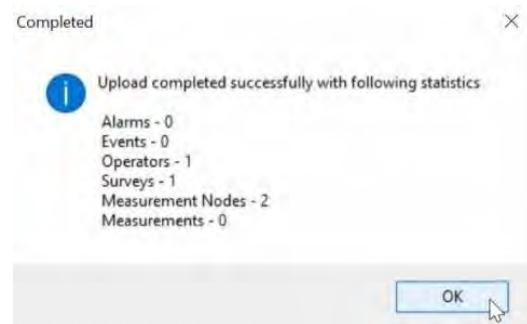 Completed
Upload completed successfully with following statistics
Alarms - 0
Events - 0
Operators - 1
Surveys - 1
Measurement Nodes - 2
Measurements - 0
OK